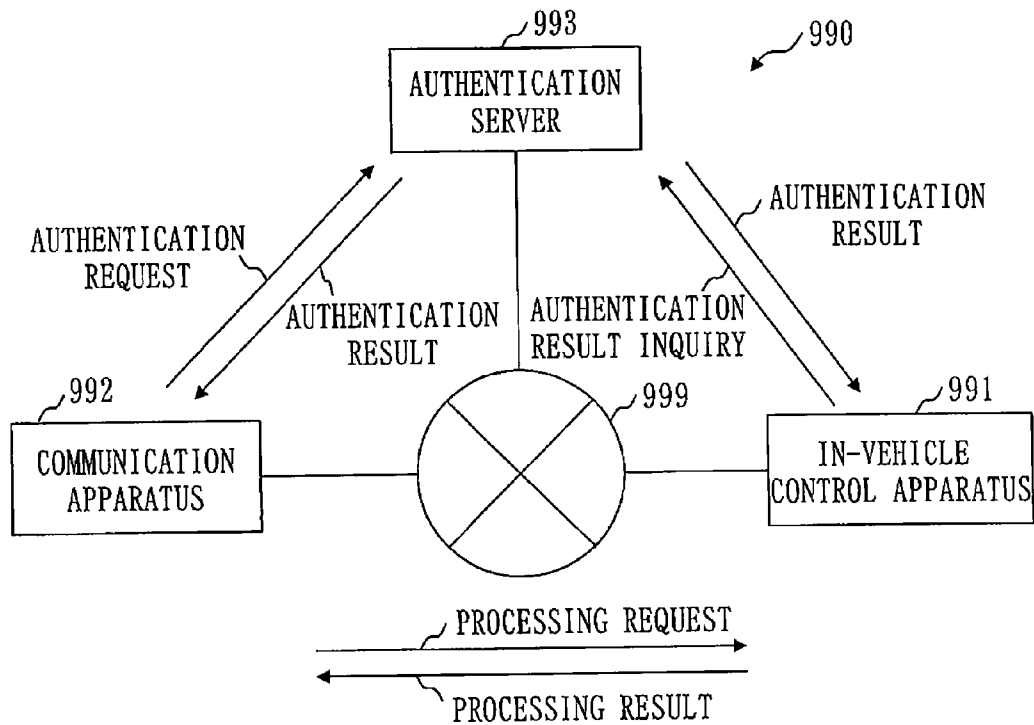 993
990
AUTHENTICATION
SERVER
AUTHENTICATION
REQUEST
AUTHENTICATION
RESULT
AUTHENTICATION
RESULT INQUIRY
AUTHENTICATION
RESULT
992
COMMUNICATION
APPARATUS
999
991
IN-VEHICLE
CONTROL APPARATUS
PROCESSING REQUEST
PROCESSING RESULT